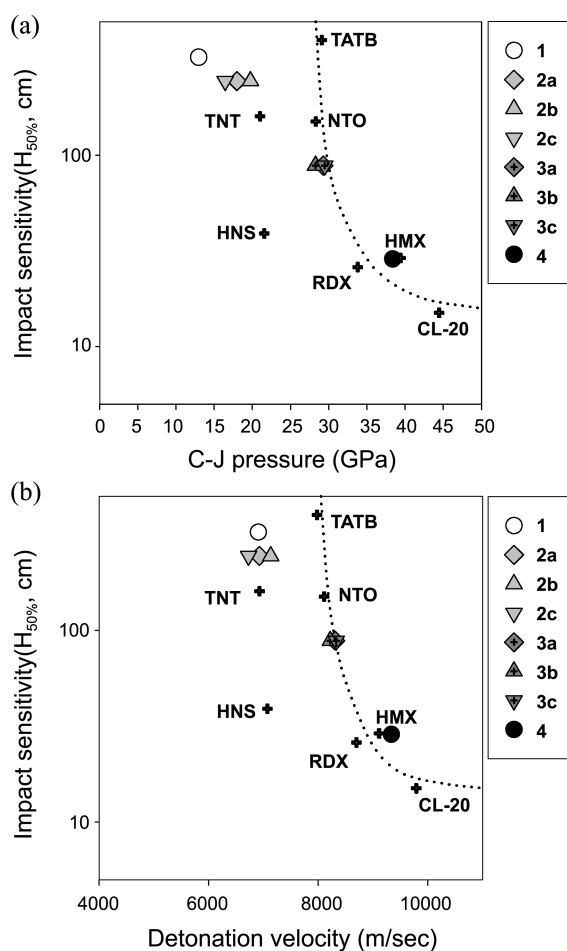 (a)
Impact sensitivity(H50%, cm)
100
10
TATB
TNT
NTO
HNS
HMX
RDX
CL-20
0 5 10 15 20 25 30 35 40 45 50
C-J pressure (GPa)
1
2a
2b
2c
3a
3b
3c
4
(b)
Impact sensitivity(H50%, cm)
100
10
TATB
TNT
NTO
HNS
HMX
RDX
CL-20
4000 6000 8000 10000
Detonation velocity (m/sec)
1
2a
2b
2c
3a
3b
3c
4